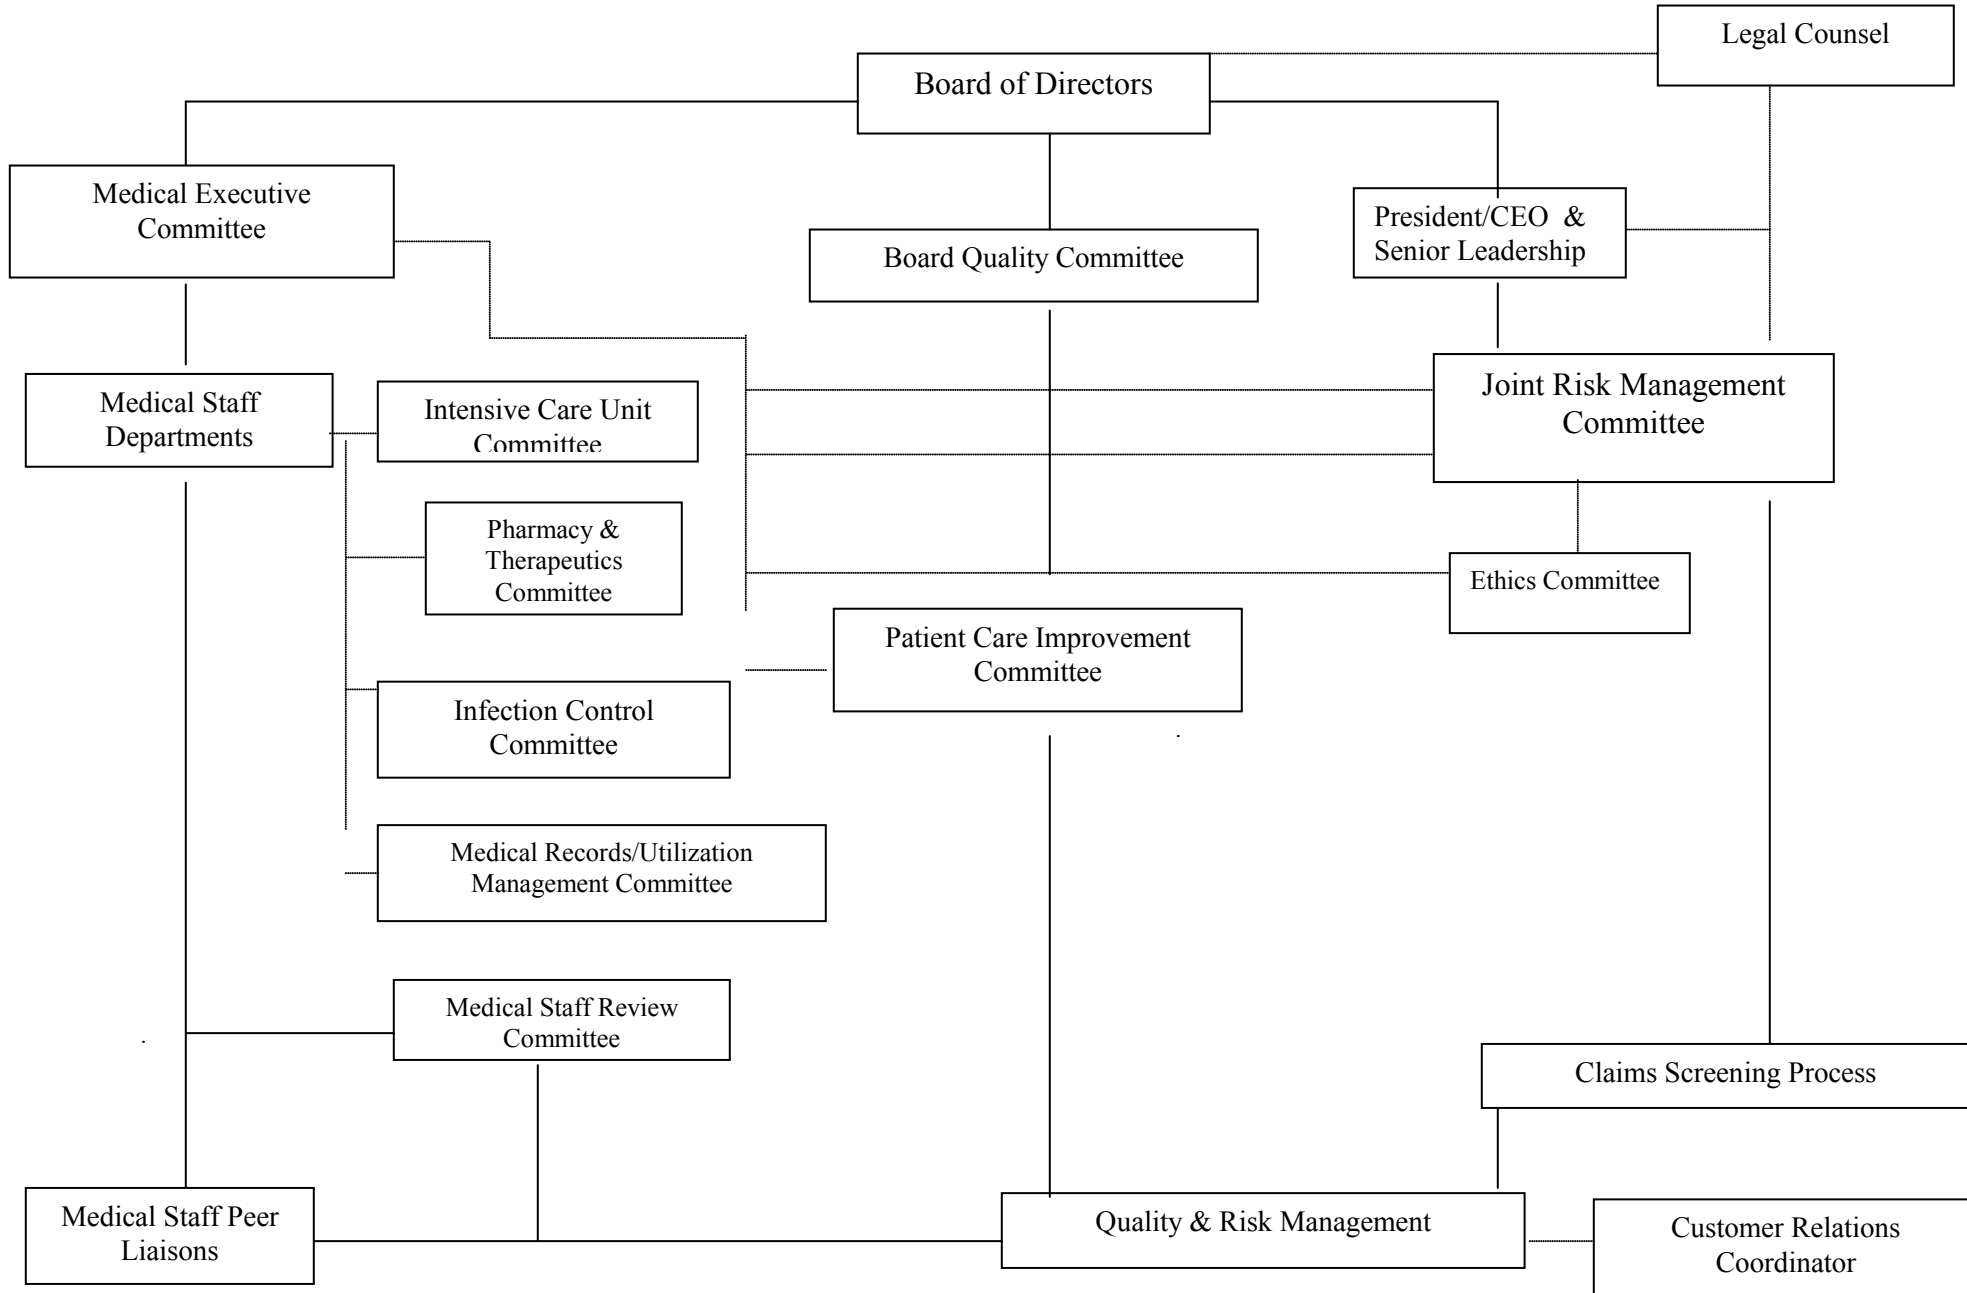 Legal Counsel
Board of Directors
Medical Executive
Committee
President/CEO &
Senior Leadership
Board Quality Committee
Joint Risk Management
Committee
Medical Staff
Departments
Intensive Care Unit
Committee
Pharmacy &
Therapeutics
Committee
Ethics Committee
Patient Care Improvement
Committee
Infection Control
Committee
Medical Records/Utilization
Management Committee
Medical Staff Review
Committee
Claims Screening Process
Medical Staff Peer
Liaisons
Quality & Risk Management
Customer Relations
Coordinator